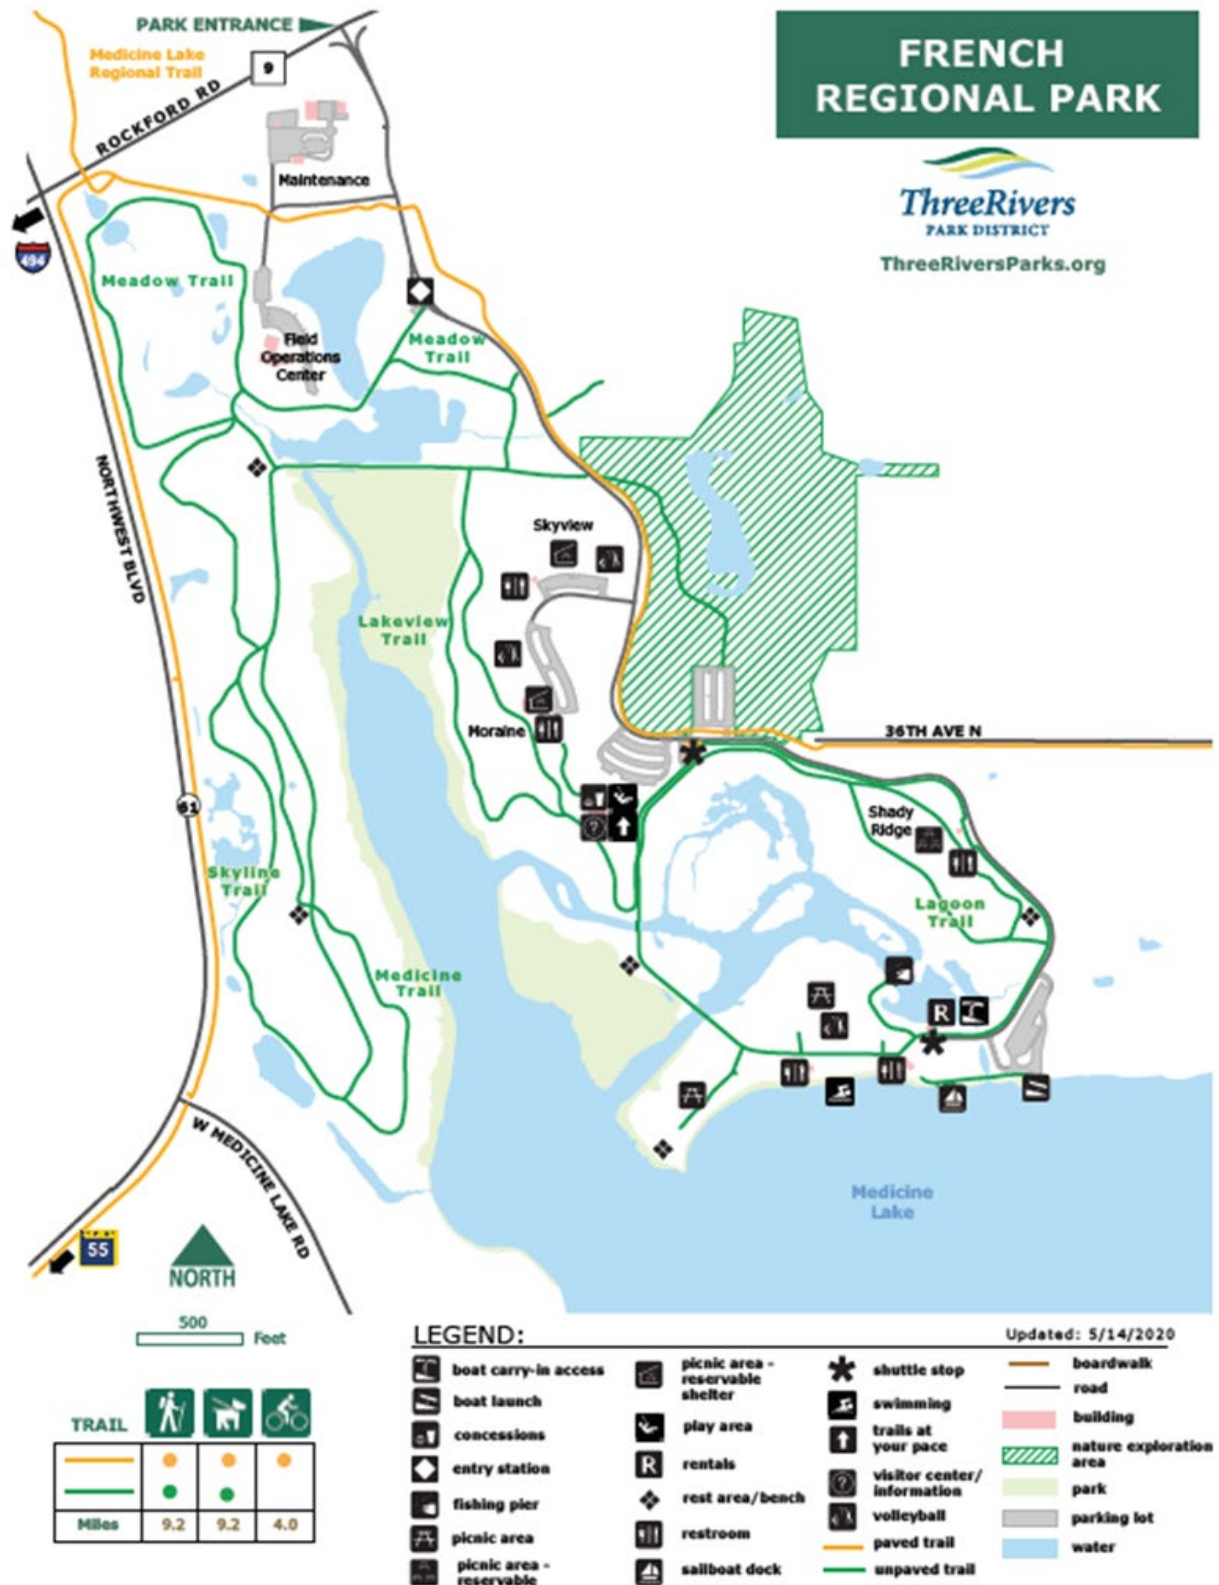 PARK ENTRANCE
FRENCH
REGIONAL PARK
Medicine Lake
Regional Trail
9
ROCKFORD RD
Maintenance
ThreeRivers
PARK DISTRICT
ThreeRiversParks.org
494
Meadow Trail
Field
Operations
Center
Meadow
Trail
NORTHWEST BLVD
Skyview
Lakeview
Trail
Moraine
36TH AVE N
61
Shady
Ridge
Skyline
Trail
Lagoon
Trail
Medicine
Trail
R
W MEDICINE LAKE RD
Medicine
Lake
55
NORTH
500
Feet
LEGEND:
Updated: 5/14/2020
boat carry-in access
boat launch
concessions
entry station
fishing pier
picnic area
picnic area -
reservable
picnic area -
reservable
shelter
play area
R
rentals
rest area/bench
restroom
sailboat dock
shuttle stop
swimming
trails at
your pace
?
visitor center/
information
volleyball
paved trail
unpaved trail
boardwalk
road
building
nature exploration
area
park
parking lot
water
TRAIL
Miles 9.2 9.2 4.0